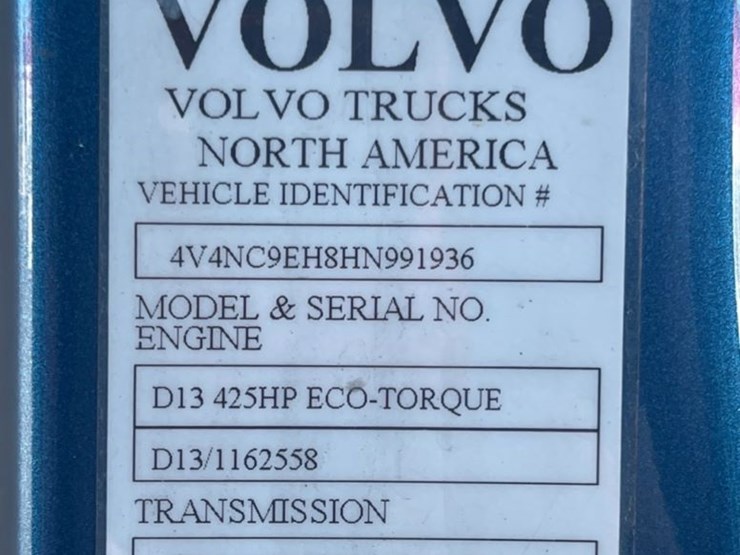 VOLVO
VOLVO TRUCKS
NORTH AMERICA
VEHICLE IDENTIFICATION #
4V4NC9EH8HN991936
MODEL & SERIAL NO.
ENGINE
D13 425HP ECO-TORQUE
D13/1162558
TRANSMISSION